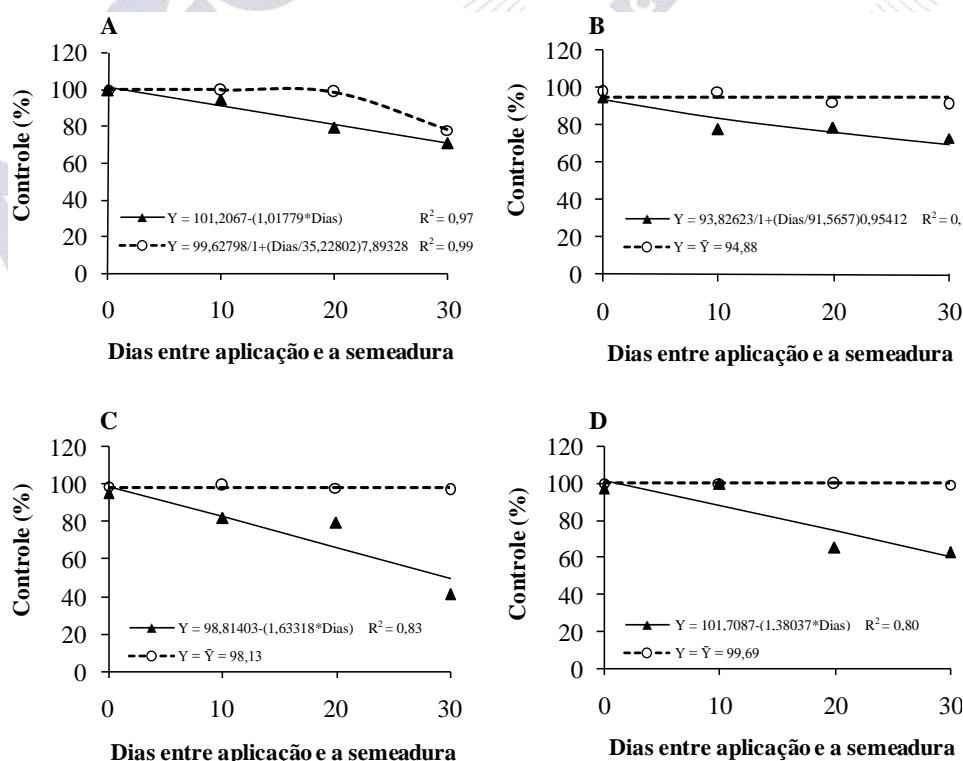 A
120
100
80
60
40
20
0
Controle (%)
Y = 101,2067-(1,01779*Dias) R² = 0,97
Y = 99,62798/1+(Dias/35,22802)7,89328 R² = 0,99
0 10 20 30
Dias entre aplicação e a semeadura
B
120
100
80
60
40
20
0
Controle (%)
Y = 93,82623/1+(Dias/91,5657)0,95412 R² = 0,
Y = Ȳ = 94,88
0 10 20 30
Dias entre aplicação e a semeadura
C
120
100
80
60
40
20
0
Controle (%)
Y = 98,81403-(1,63318*Dias) R² = 0,83
Y = Ȳ = 98,13
0 10 20 30
Dias entre aplicação e a semeadura
D
120
100
80
60
40
20
0
Controle (%)
Y = 101,7087-(1,38037*Dias) R² = 0,80
Y = Ȳ = 99,69
0 10 20 30
Dias entre aplicação e a semeadura